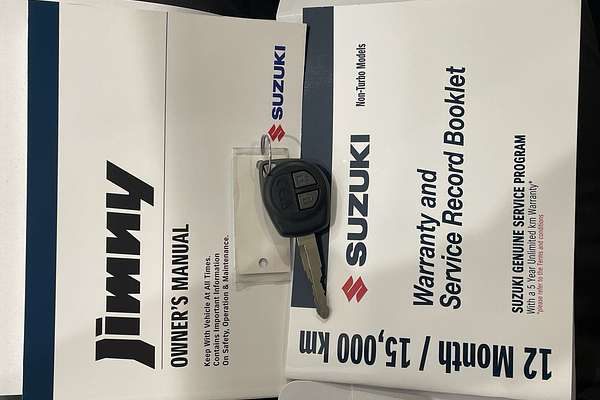 Jimny
OWNER'S MANUAL
Keep With Vehicle At All Times.
Contains Important Information
On Safety, Operation & Maintenance.
SUZUKI
SUZUKI
Non-Turbo Models
Warranty and
Service Record Booklet
SUZUKI GENUINE SERVICE PROGRAM
With a 5 Year Unlimited km Warranty*
*please refer to the Terms and conditions
12 Month / 15,000 km